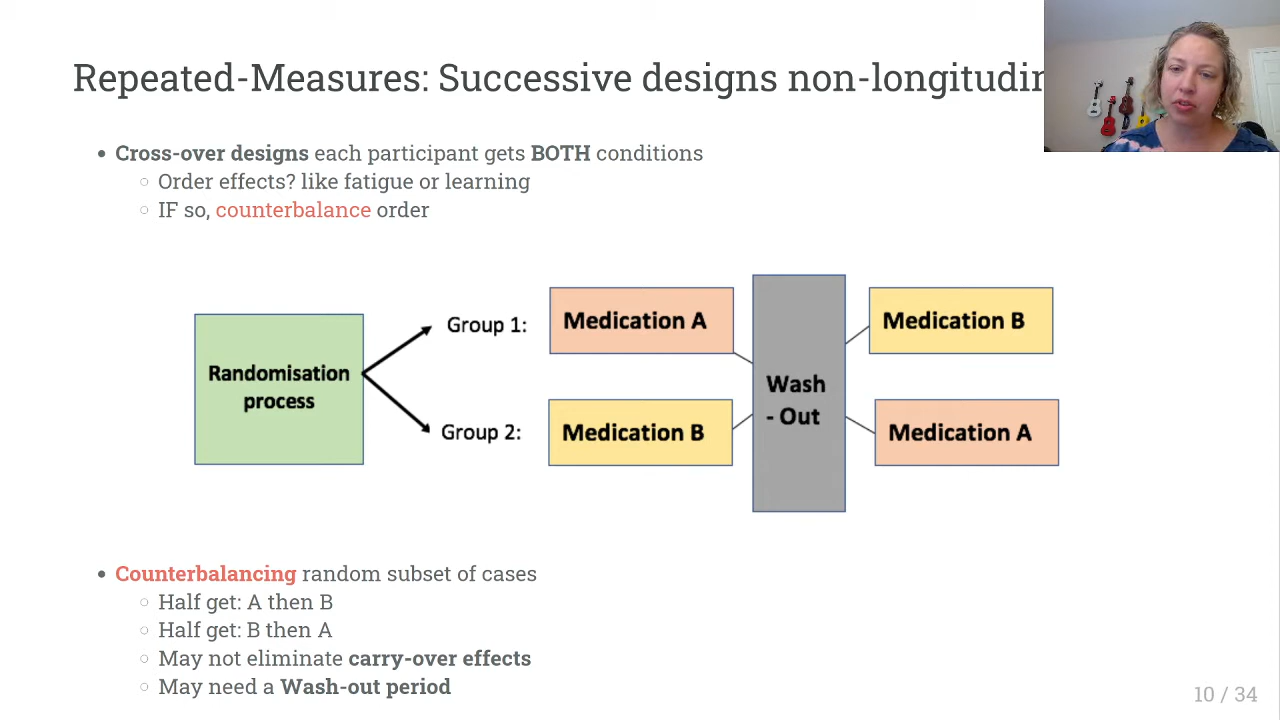 Repeated-Measures: Successive designs non-longitudin
• Cross-over designs each participant gets BOTH conditions
○ Order effects? like fatigue or learning
○ IF so, counterbalance order
Randomisation
process
Group 1:
Medication A
Wash
- Out
Medication B
Group 2:
Medication B
Medication A
• Counterbalancing random subset of cases
○ Half get: A then B
○ Half get: B then A
○ May not eliminate carry-over effects
○ May need a Wash-out period
10 / 34